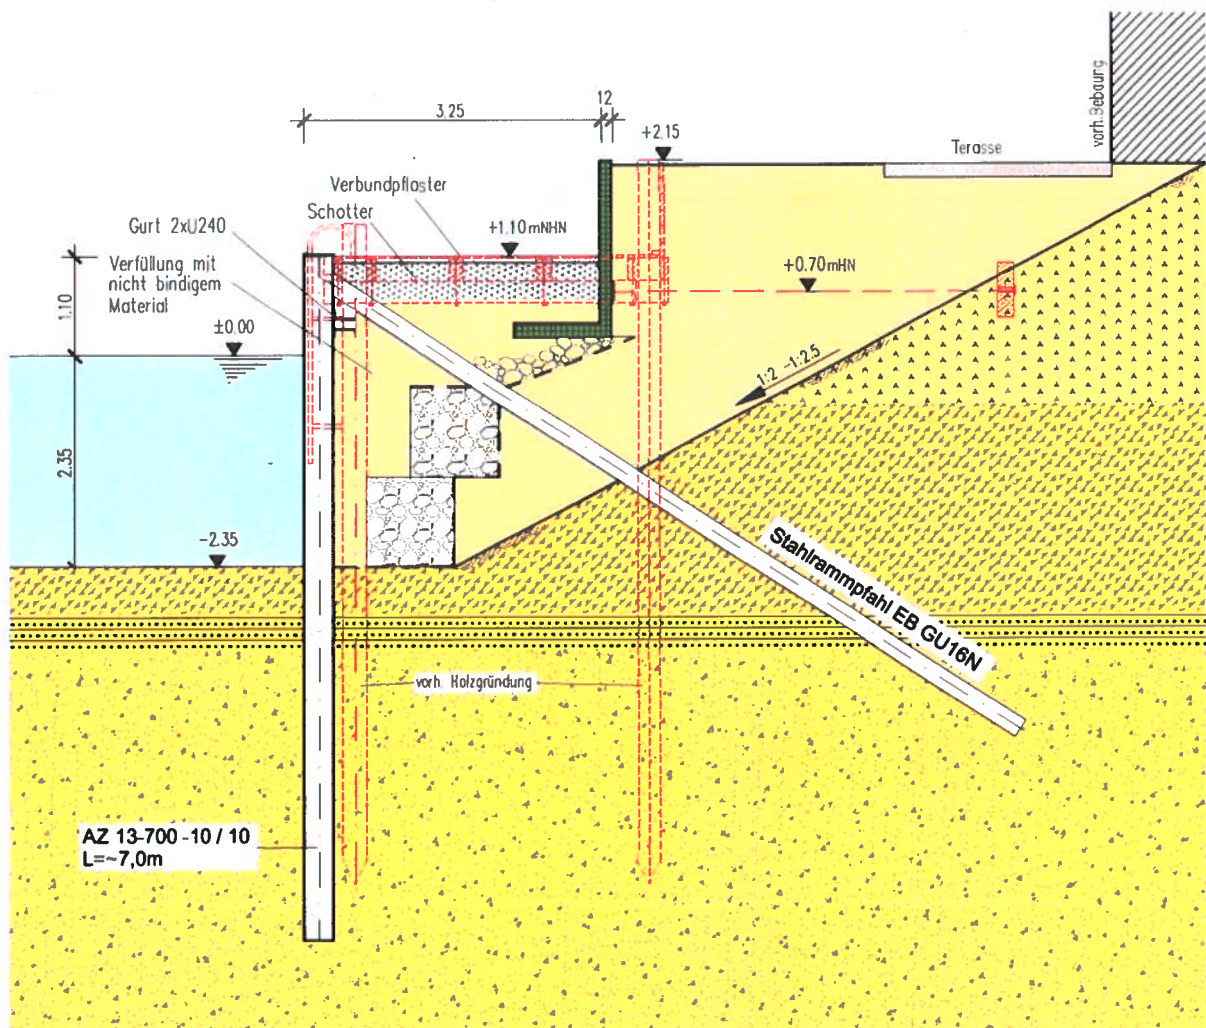 12
3.25
+2.15
vorh. Bebauung
Terasse
Verbundpflaster
Schotter
Gurt 2xU240
+1.10 mNHN
Verfüllung mit
nicht bindigem
Material
+0.70 mHN
1.10
±0.00
1:2 -1:2.5
2.35
-2.35
Stahlrammpfahl EB GU16N
vorh. Holzgründung
AZ 13-700 -10 / 10
L=~7,0m